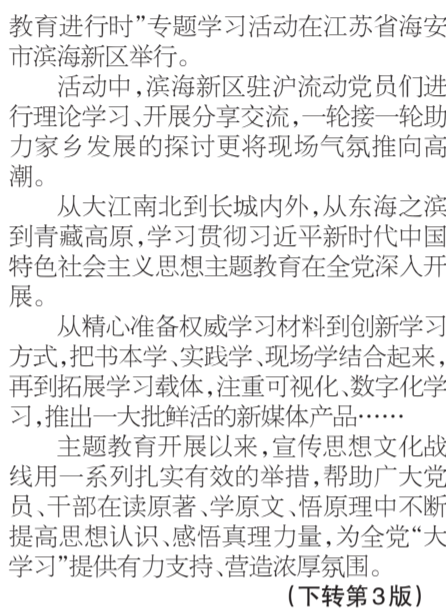 教育进行时”专题学习活动在江苏省海安
市滨海新区举行。
活动中，滨海新区驻沪流动党员们进
行理论学习、开展分享交流，一轮接一轮助
力家乡发展的探讨更将现场气氛推向高
潮。
从大江南北到长城内外，从东海之滨
到青藏高原，学习贯彻习近平新时代中国
特色社会主义思想主题教育在全党深入开
展。
从精心准备权威学习材料到创新学习
方式，把书本学、实践学、现场学结合起来，
再到拓展学习载体，注重可视化、数字化学
习，推出一大批鲜活的新媒体产品……
主题教育开展以来，宣传思想文化战
线用一系列扎实有效的举措，帮助广大党
员、干部在读原著、学原文、悟原理中不断
提高思想认识、感悟真理力量，为全党“大
学习”提供有力支持、营造浓厚氛围。
（下转第3版）